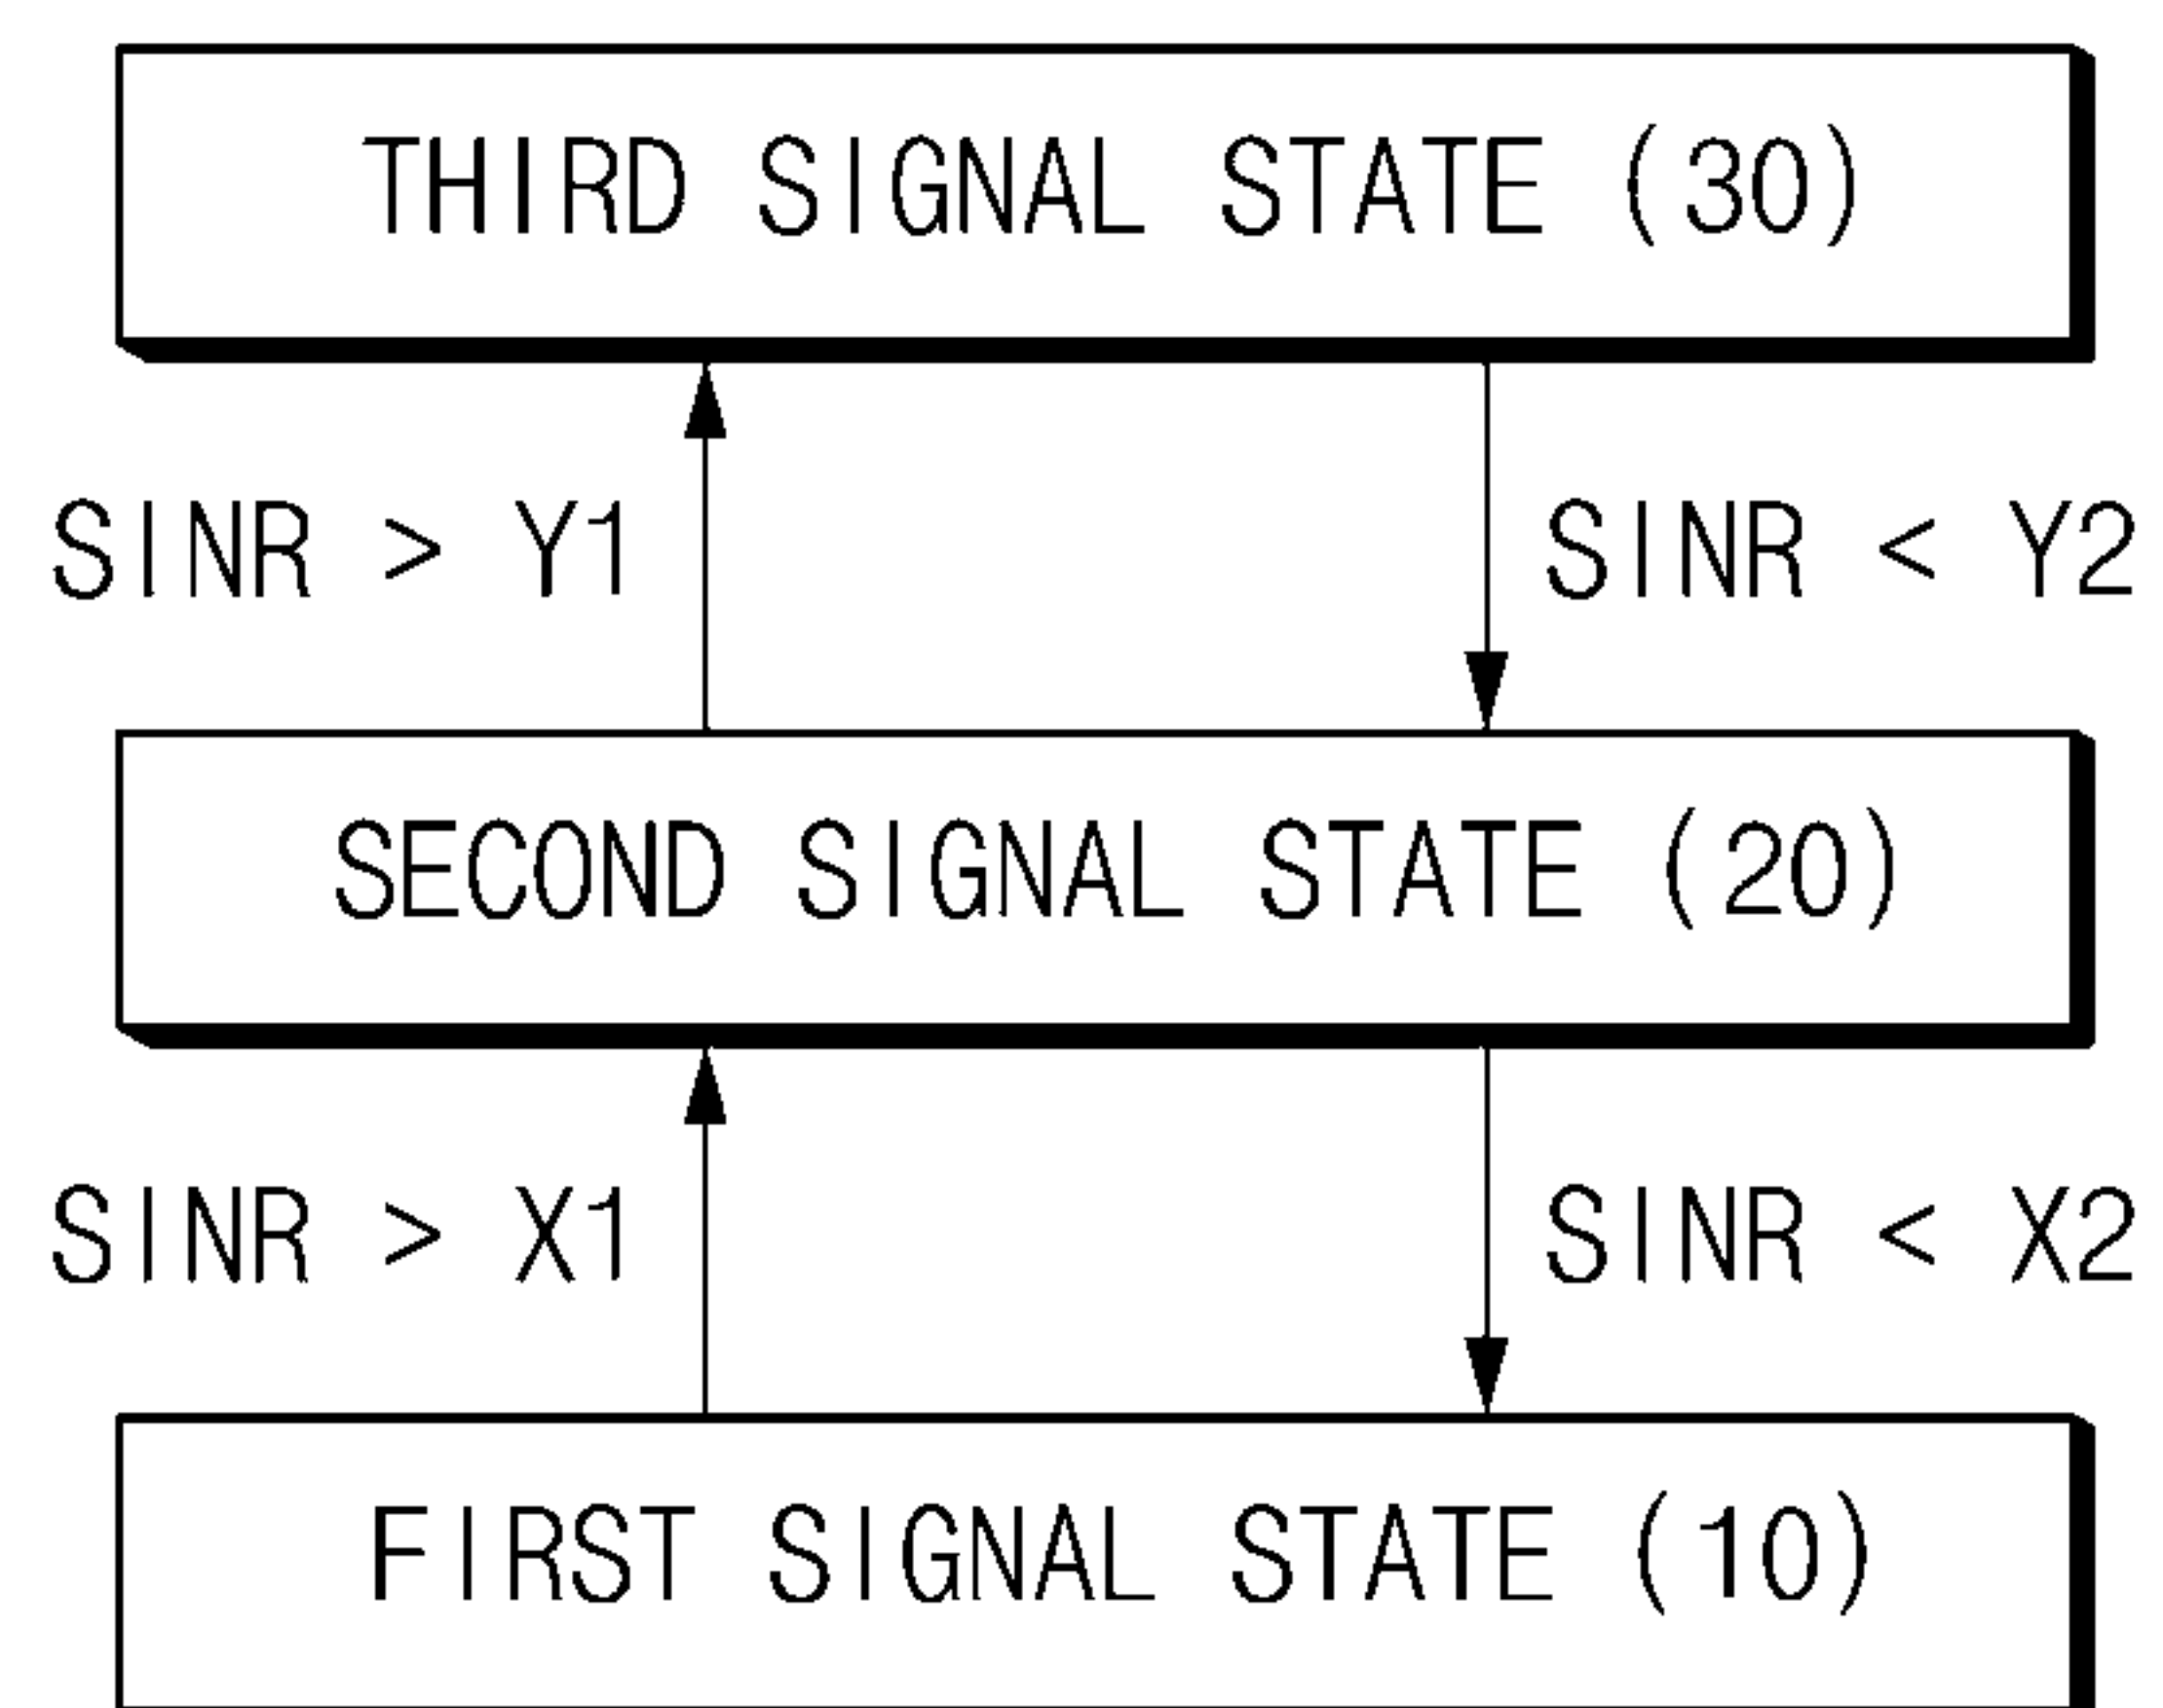 THIRD SIGNAL STATE (30)
SINR > Y1
SINR < Y2
SECOND SIGNAL STATE (20)
SINR > X1
SINR < X2
FIRST SIGNAL STATE (10)